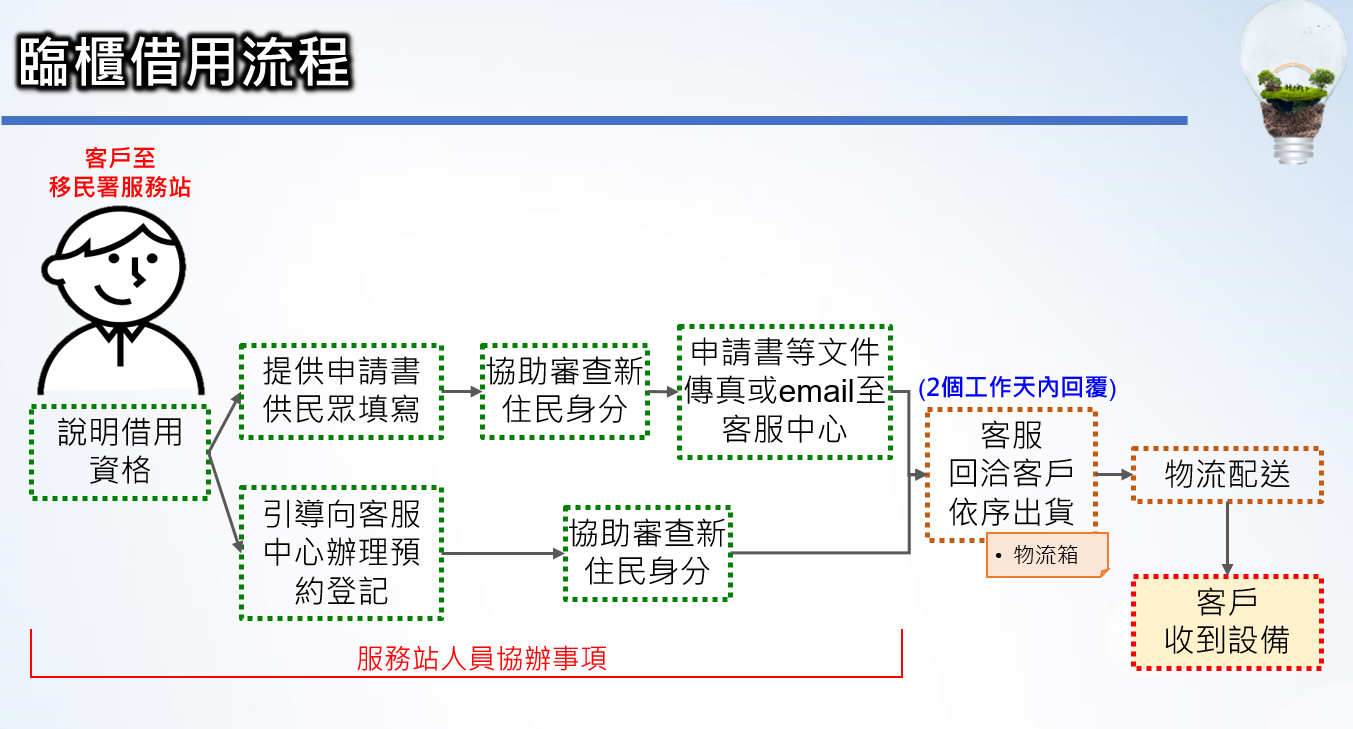 臨櫃借用流程
客戶至
移民署服務站
說明借用
資格
提供申請書
供民眾填寫
協助審查新
住民身分
申請書等文件
傳真或email至
客服中心
引導向客服
中心辦理預
約登記
協助審查新
住民身分
(2個工作天內回覆)
客服
回洽客戶
依序出貨
• 物流箱
物流配送
客戶
收到設備
服務站人員協辦事項